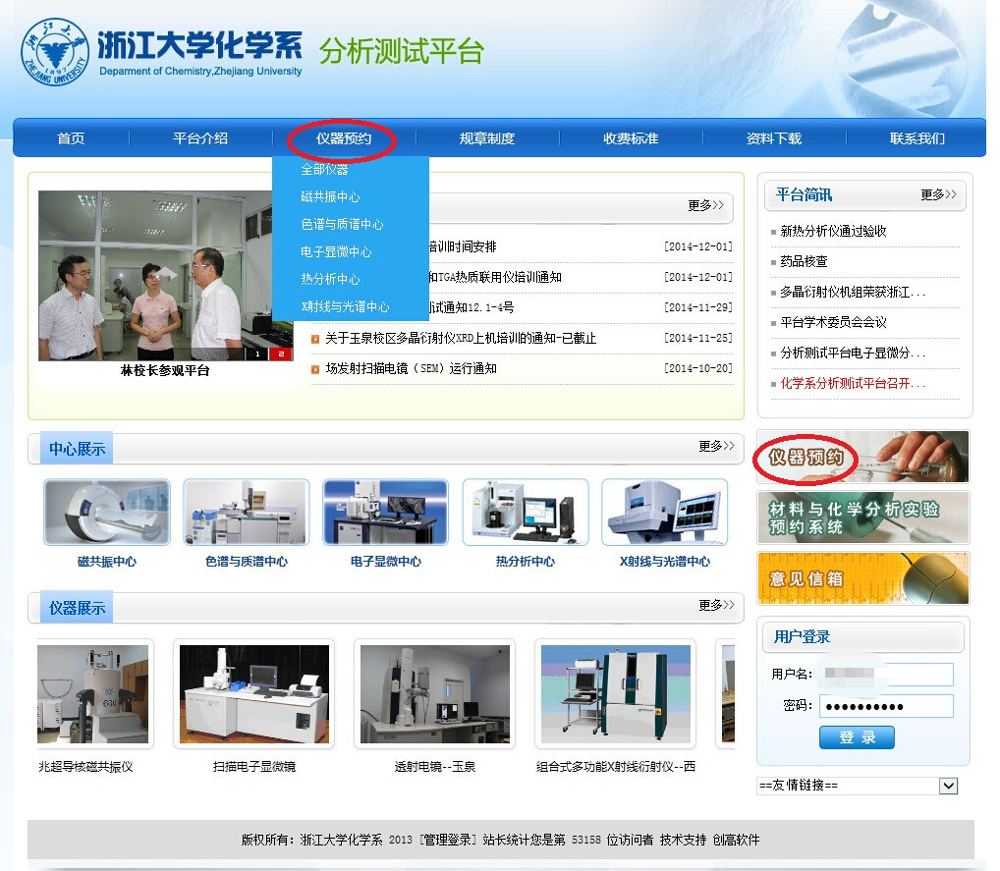 浙江大学化学系 分析测试平台
Deparment of Chemistry,Zhejiang University
浙江大学
ZHEJIANG UNIVERSITY
1897
首页 平台介绍 仪器预约 规章制度 收费标准 资料下载 联系我们
全部仪器
磁共振中心
色谱与质谱中心
电子显微中心
热分析中心
X射线与光谱中心
1 2
林校长参观平台
更多>>
培训时间安排 [2014-12-01]
和TGA热质联用仪培训通知 [2014-12-01]
试通知12.1-4号 [2014-11-29]
关于玉泉校区多晶衍射仪XRD上机培训的通知-已截止 [2014-11-25]
场发射扫描电镜（SEM）运行通知 [2014-10-20]
平台简讯 更多>>
新热分析仪通过验收
药品核查
多晶衍射仪机组荣获浙江...
平台学术委员会会议
分析测试平台电子显微分...
化学系分析测试平台召开...
中心展示 更多>>
磁共振中心 色谱与质谱中心 电子显微中心 热分析中心 X射线与光谱中心
仪器预约
材料与化学分析实验
预约系统
意见信箱
仪器展示 更多>>
兆超导核磁共振仪 扫描电子显微镜 透射电镜--玉泉 组合式多功能X射线衍射仪--西
用户登录
用户名：
密码： ●●●●●●●●●●
登 录
==友情链接==
版权所有：浙江大学化学系 2013 [管理登录] 站长统计您是第 53158 位访问者 技术支持 创高软件